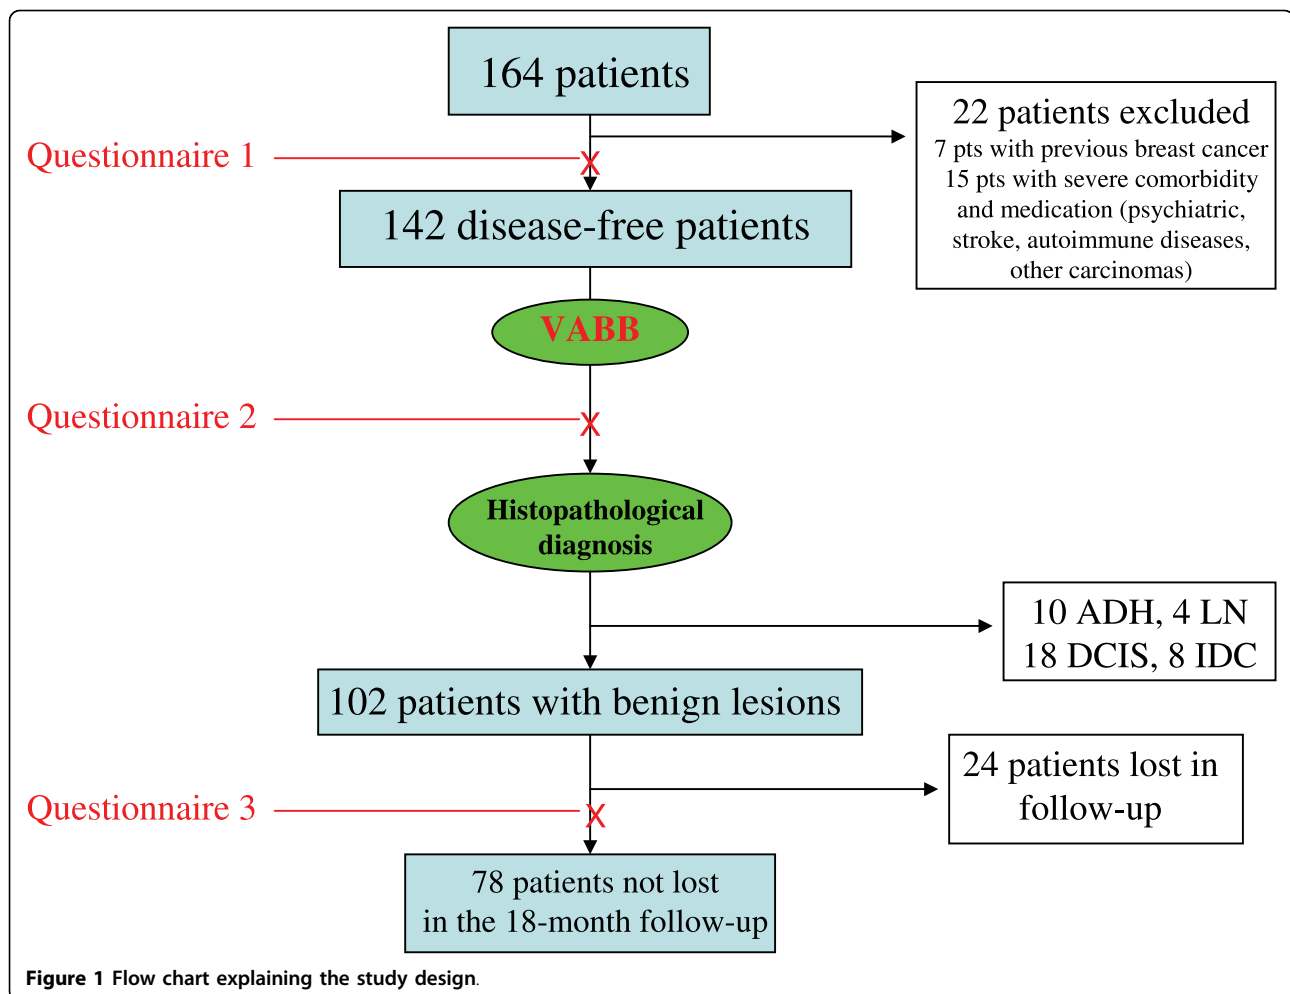 164 patients
22 patients excluded
7 pts with previous breast cancer
15 pts with severe comorbidity
and medication (psychiatric,
stroke, autoimmune diseases,
other carcinomas)
Questionnaire 1
X
142 disease-free patients
VABB
Questionnaire 2
X
Histopathological
diagnosis
10 ADH, 4 LN
18 DCIS, 8 IDC
102 patients with benign lesions
24 patients lost in
follow-up
Questionnaire 3
X
78 patients not lost
in the 18-month follow-up
Figure 1 Flow chart explaining the study design.